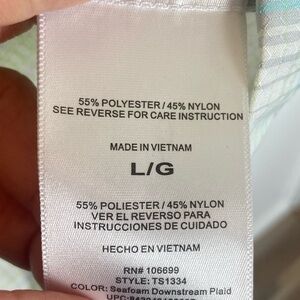 55% POLYESTER / 45% NYLON
SEE REVERSE FOR CARE INSTRUCTION
MADE IN VIETNAM
L/G
55% POLIESTER / 45% NYLON
VER EL REVERSO PARA
INSTRUCCIONES DE CUIDADO
HECHO EN VIETNAM
RN# 106699
STYLE: TS1334
COLOR: Seafoam Downstream Plaid